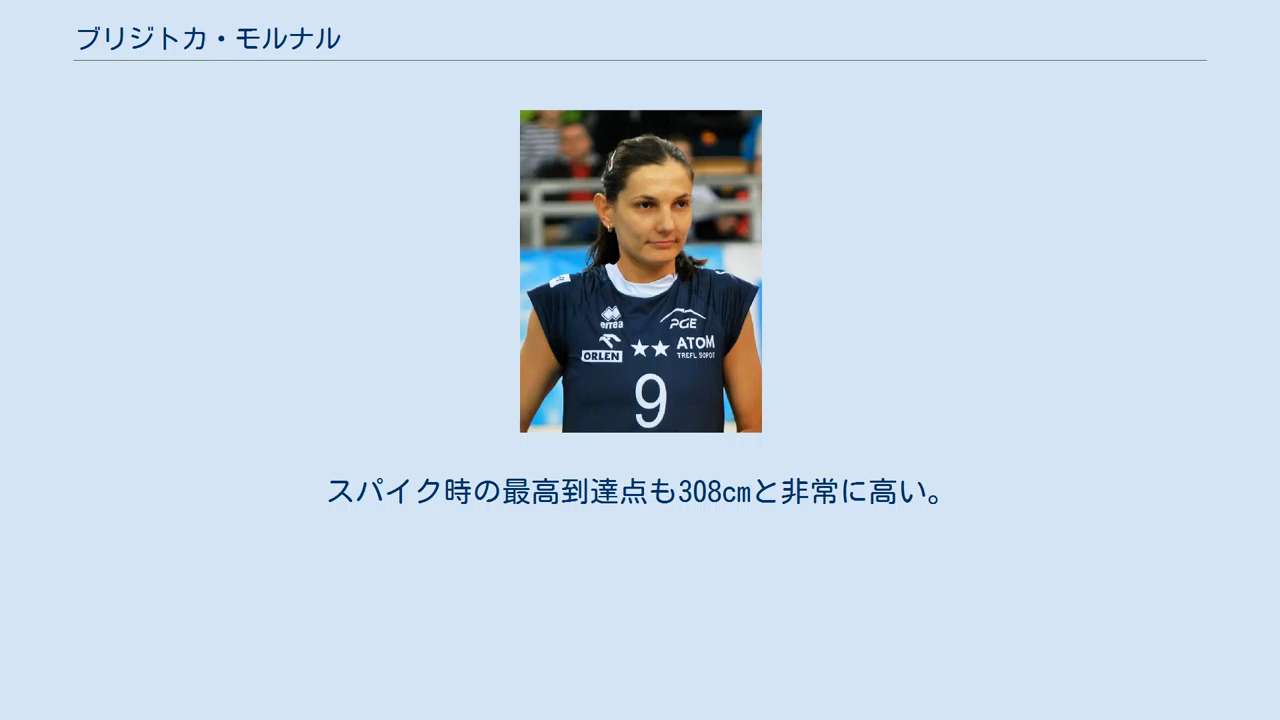 ブリジトカ・モルナル
errea
PGE
ORLEN
ATOM
TREFL SOPOT
9
スパイク時の最高到達点も308cmと非常に高い。